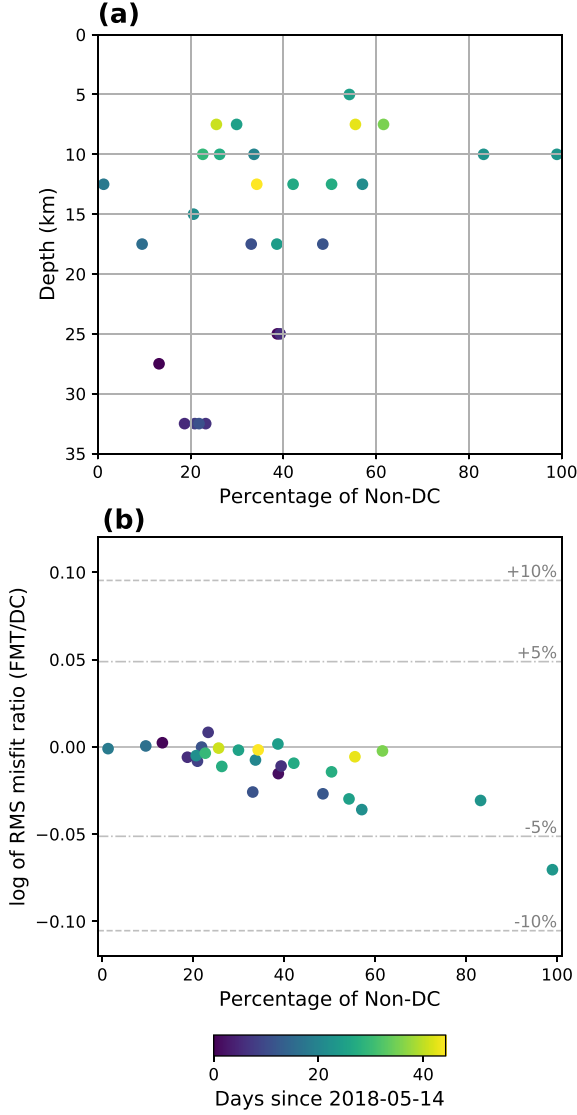 (a)
0
5
10
15
20
25
30
35
Depth (km)
0 20 40 60 80 100
Percentage of Non-DC
(b)
0.10
0.05
0.00
−0.05
−0.10
log of RMS misfit ratio (FMT/DC)
+10%
+5%
-5%
-10%
0 20 40 60 80 100
Percentage of Non-DC
0 20 40
Days since 2018-05-14